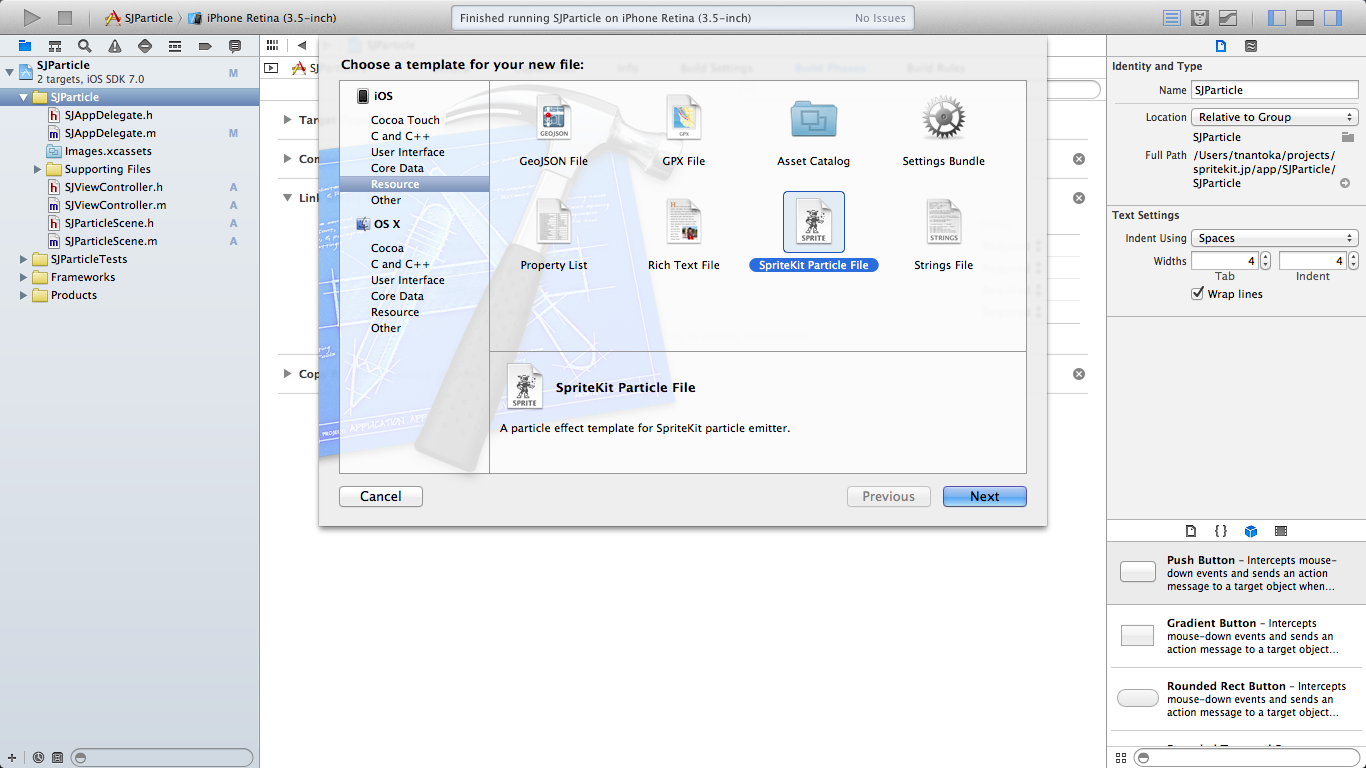 SJParticle
iPhone Retina (3.5-inch)
Finished running SJParticle on iPhone Retina (3.5-inch)
No Issues
SJParticle
2 targets, iOS SDK 7.0
M
SJParticle
SJAppDelegate.h
SJAppDelegate.m
M
Images.xcassets
Supporting Files
SJViewController.h
A
SJViewController.m
A
SJParticleScene.h
A
SJParticleScene.m
A
SJParticleTests
Frameworks
Products
SJParticle
Info
Build Settings
Build Phases
Build Rules
Choose a template for your new file:
iOS
Cocoa Touch
C and C++
User Interface
Core Data
Resource
Other
OS X
Cocoa
C and C++
User Interface
Core Data
Resource
Other
GEOJSON
GeoJSON File
GPX
GPX File
Asset Catalog
Settings Bundle
Property List
Rich Text File
SPRITE
SpriteKit Particle File
STRINGS
Strings File
SPRITE
SpriteKit Particle File
A particle effect template for SpriteKit particle emitter.
Cancel
Previous
Next
Identity and Type
Name
SJParticle
Location
Relative to Group
SJParticle
Full Path
/Users/tnantoka/projects/
spritekit.jp/app/SJParticle/
SJParticle
Text Settings
Indent Using
Spaces
Widths
4
4
Tab
Indent
Wrap lines
{ }
Push Button – Intercepts mouse-
down events and sends an action
message to a target object when...
Gradient Button – Intercepts
mouse-down events and sends an
action message to a target object...
Rounded Rect Button – Intercepts
mouse-down events and sends an
action message to a target object...